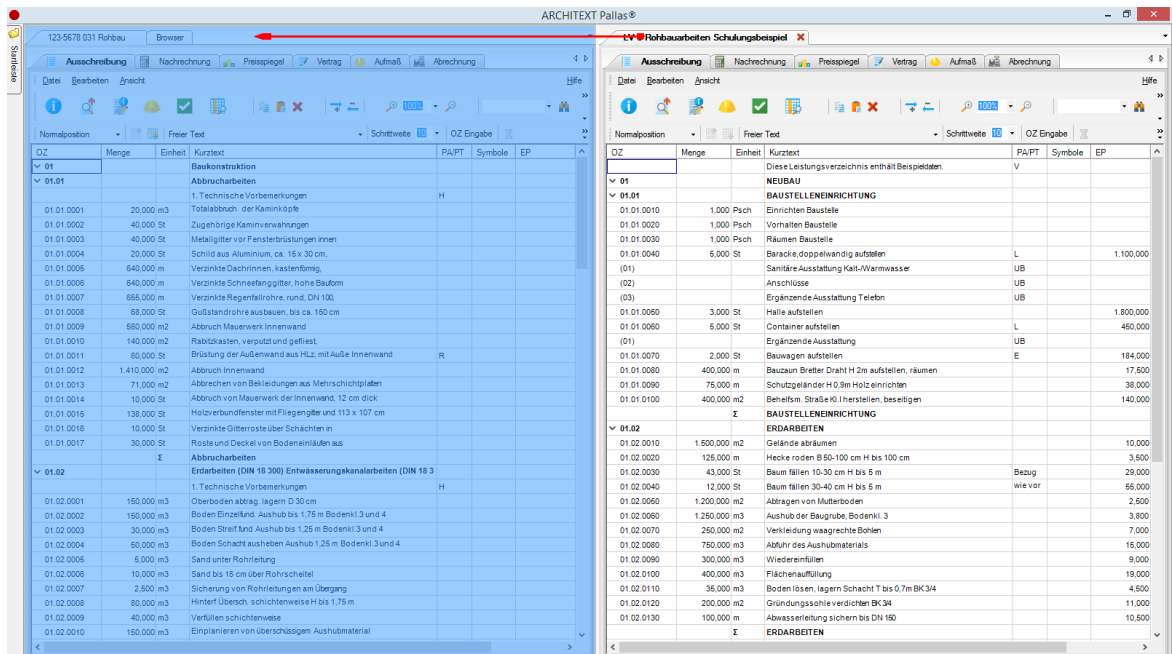 ARCHITEXT Pallas®
Startleiste
123-5678 031 Rohbau Browser
Ausschreibung Nachrechnung Preisspiegel Vertrag Aufmaß Abrechnung
Datei Bearbeiten Ansicht Hilfe
100%
Normalposition Freier Text Schrittweite 10 OZ Eingabe
OZ Menge Einheit Kurztext PA/PT Symbole EP
01 Baukonstruktion
01.01 Abbrucharbeiten
1. Technische Vorbemerkungen H
01.01.0001 20,000 m3 Totalabbruch der Kaminköpfe
01.01.0002 40,000 St Zugehörige Kaminverwahrungen
01.01.0003 40,000 St Metallgitter vor Fensterbrüstungen innen
01.01.0004 20,000 St Schild aus Aluminium, ca. 15 x 30 cm,
01.01.0005 640,000 m Verzinkte Dachrinnen, kastenförmig,
01.01.0006 640,000 m Verzinkte Schneefanggitter, hohe Bauform
01.01.0007 655,000 m Verzinkte Regenfallrohre, rund, DN 100,
01.01.0008 68,000 St Gußstandrohre ausbauen, bis ca. 150 cm
01.01.0009 560,000 m2 Abbruch Mauerwerk Innenwand
01.01.0010 140,000 m2 Rabitzkasten, verputzt und gefliest,
01.01.0011 60,000 St Brüstung der Außenwand aus HLz, mit Auße Innenwand R
01.01.0012 1.410,000 m2 Abbruch Innenwand
01.01.0013 71,000 m2 Abbrechen von Bekleidungen aus Mehrschichtplatten
01.01.0014 10,000 St Abbruch von Mauerwerk der Innenwand, 12 cm dick
01.01.0015 138,000 St Holzverbundfenster mit Fliegengitter und 113 x 107 cm
01.01.0016 10,000 St Verzinkte Gitterroste über Schächten in
01.01.0017 30,000 St Roste und Deckel von Bodeneinläufen aus
Σ Abbrucharbeiten
01.02 Erdarbeiten (DIN 18 300) Entwässerungskanalarbeiten (DIN 18 3
1. Technische Vorbemerkungen H
01.02.0001 150,000 m3 Oberboden abtrag. lagern D 30 cm
01.02.0002 150,000 m3 Boden Einzelfund. Aushub bis 1,75 m Bodenkl.3 und 4
01.02.0003 30,000 m3 Boden Streif.fund Aushub bis 1,25 m Bodenkl.3 und 4
01.02.0004 50,000 m3 Boden Schacht ausheben Aushub 1,25 m Bodenkl.3 und 4
01.02.0005 5,000 m3 Sand unter Rohrleitung
01.02.0006 10,000 m3 Sand bis 15 cm über Rohrscheitel
01.02.0007 2,500 m3 Sicherung von Rohrleitungen am Übergang
01.02.0008 80,000 m3 Hinterf.Übersch. schichtenweise H bis 1,75 m
01.02.0009 40,000 m3 Verfüllen schichtenweise
01.02.0010 150,000 m3 Einplanieren von überschüssigem Aushubmaterial
Rohbauarbeiten Schulungsbeispiel
Ausschreibung Nachrechnung Preisspiegel Vertrag Aufmaß Abrechnung
Datei Bearbeiten Ansicht Hilfe
100%
Normalposition Freier Text Schrittweite 10 OZ Eingabe
OZ Menge Einheit Kurztext PA/PT Symbole EP
Diese Leistungsverzeichnis enthält Beispieldaten. V
01 NEUBAU
01.01 BAUSTELLENEINRICHTUNG
01.01.0010 1,000 Psch Einrichten Baustelle
01.01.0020 1,000 Psch Vorhalten Baustelle
01.01.0030 1,000 Psch Räumen Baustelle
01.01.0040 5,000 St Baracke,doppelwandig aufstellen L 1.100,000
(01) Sanitäre Ausstattung Kalt-/Warmwasser UB
(02) Anschlüsse UB
(03) Ergänzende Ausstattung Telefon UB
01.01.0050 3,000 St Halle aufstellen 1.800,000
01.01.0060 5,000 St Container aufstellen L 450,000
(01) Ergänzende Ausstattung UB
01.01.0070 2,000 St Bauwagen aufstellen E 184,000
01.01.0080 400,000 m Bauzaun Bretter Draht H 2m aufstellen, räumen 17,500
01.01.0090 75,000 m Schutzgeländer H 0,9m Holz einrichten 38,000
01.01.0100 400,000 m2 Behelfsm. Straße Kl.I herstellen, beseitigen 140,000
Σ BAUSTELLENEINRICHTUNG
01.02 ERDARBEITEN
01.02.0010 1.500,000 m2 Gelände abräumen 10,000
01.02.0020 125,000 m Hecke roden B 50-100 cm H bis 100 cm 3,500
01.02.0030 43,000 St Baum fällen 10-30 cm H bis 5 m Bezug 29,000
01.02.0040 12,000 St Baum fällen 30-40 cm H bis 5 m wie vor 55,000
01.02.0050 1.200,000 m2 Abtragen von Mutterboden 2,500
01.02.0060 1.250,000 m3 Aushub der Baugrube, Bodenkl. 3 3,800
01.02.0070 250,000 m2 Verkleidung waagrechte Bohlen 7,000
01.02.0080 750,000 m3 Abfuhr des Aushubmaterials 15,000
01.02.0090 300,000 m3 Wiedereinfüllen 9,000
01.02.0100 400,000 m3 Flächenauffüllung 19,000
01.02.0110 35,000 m3 Boden lösen, lagern Schacht T bis 0,7m BK 3/4 4,500
01.02.0120 200,000 m2 Gründungssohle verdichten BK 3/4 11,000
01.02.0130 100,000 m Abwasserleitung sichern bis DN 150 10,500
Σ ERDARBEITEN